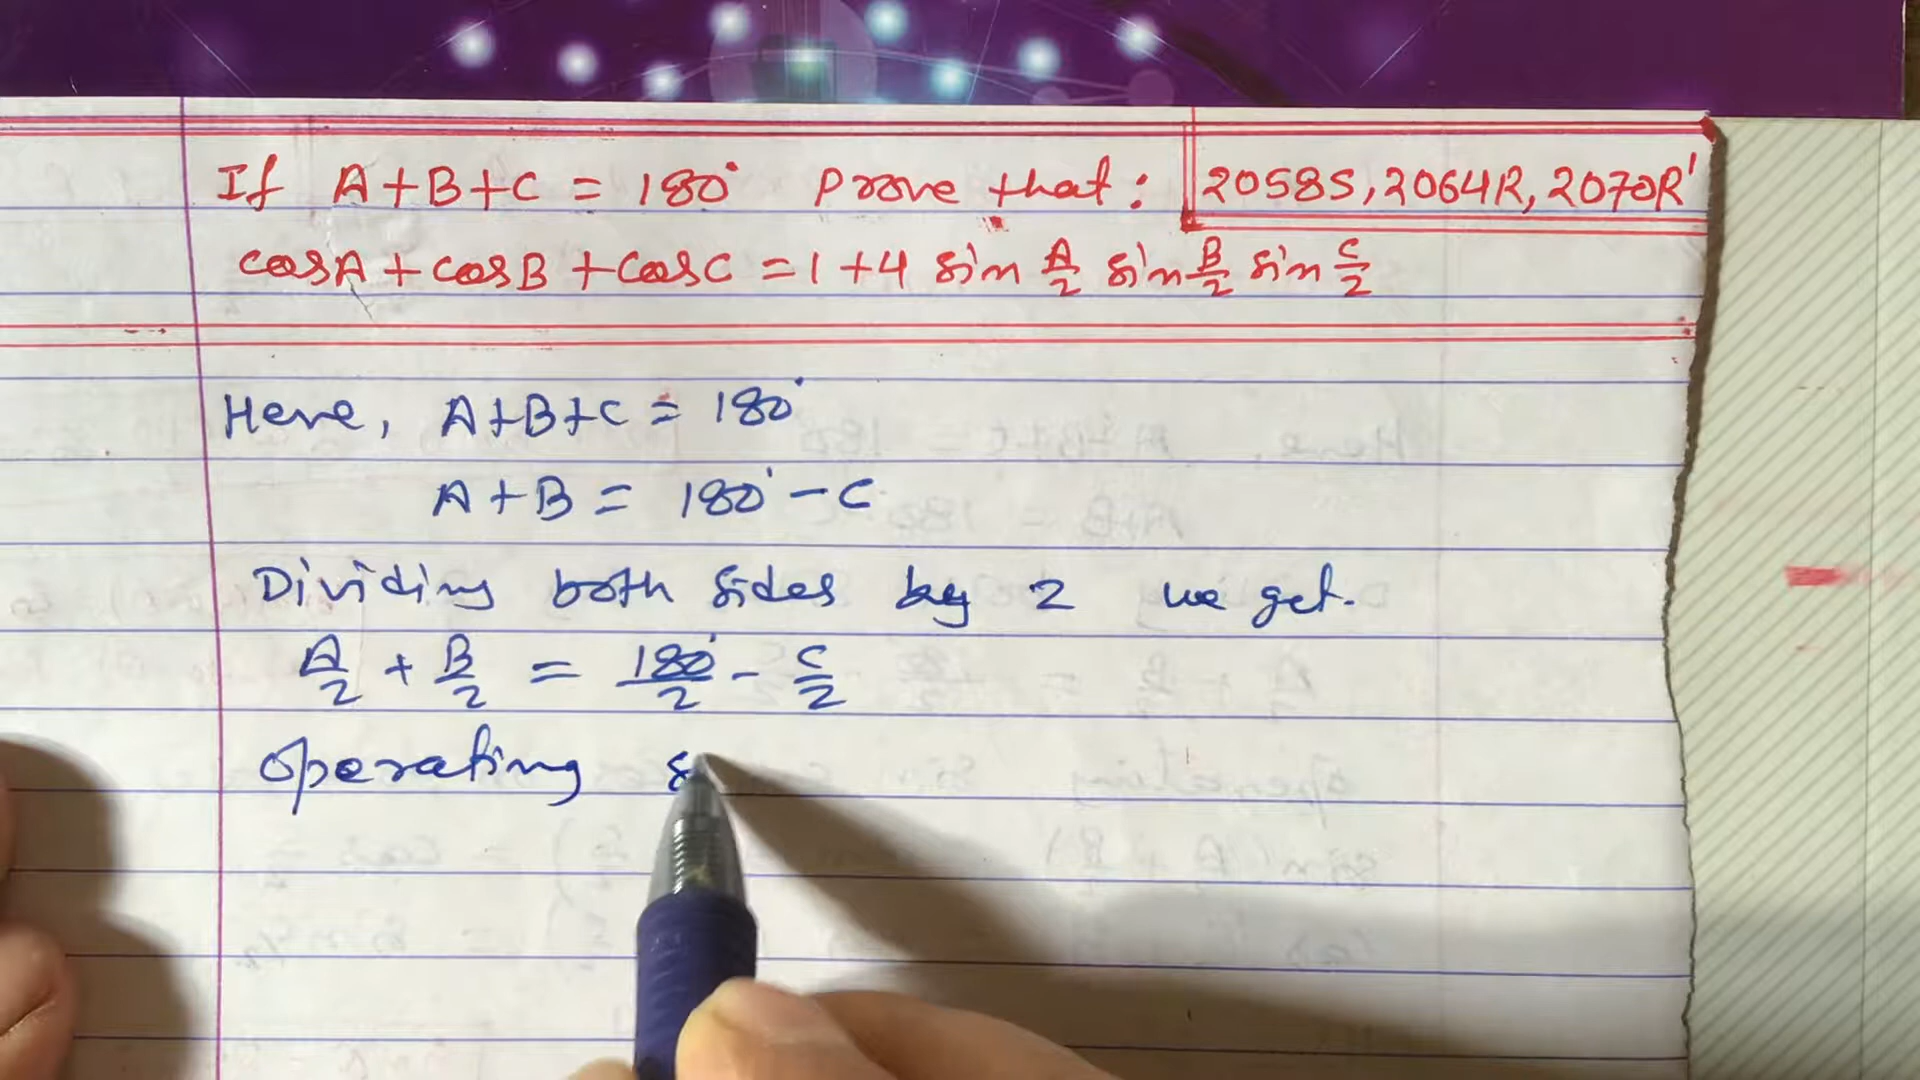 If A+B+C = 180° Prove that: 2058S, 2064R, 2070R'
cosA + cosB + cosC = 1 + 4 sin A/2 sin B/2 sin C/2
Here, A+B+C = 180°
A+B = 180° - C
Dividing both sides by 2 we get.
A/2 + B/2 = 180°/2 - C/2
operating s